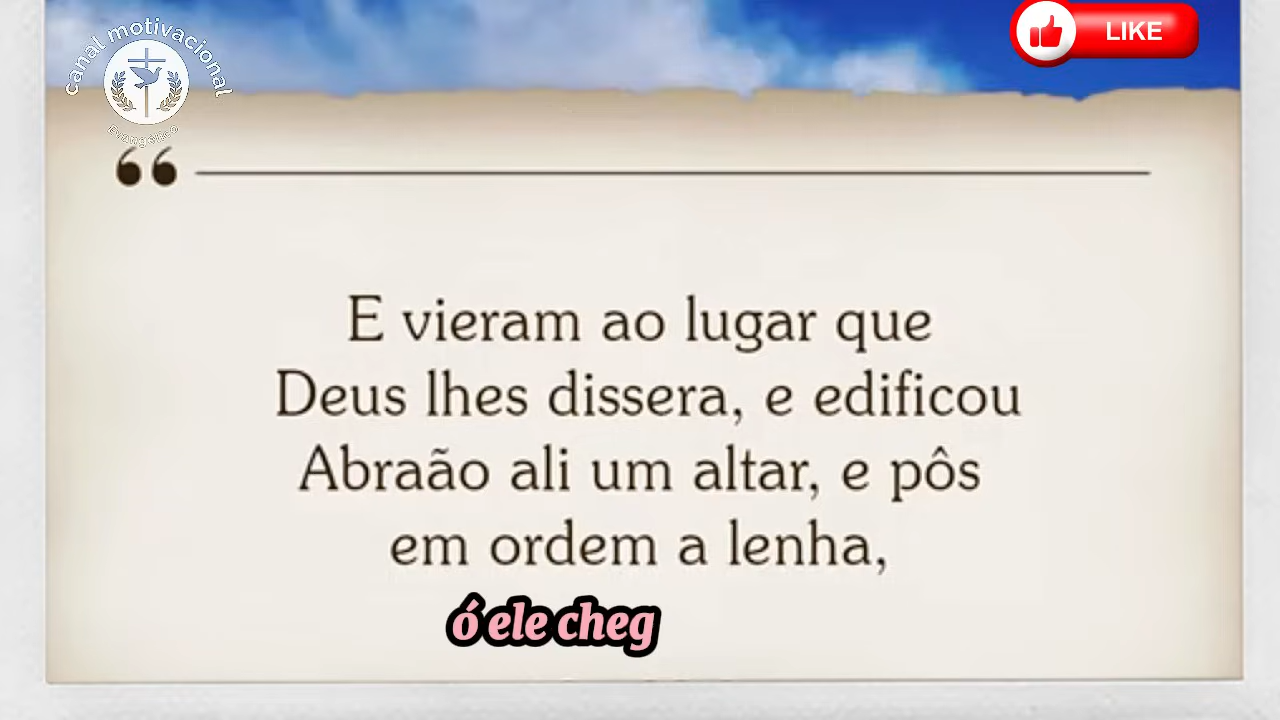 canal motivacional
evangélico
LIKE
“
E vieram ao lugar que
Deus lhes dissera, e edificou
Abraão ali um altar, e pôs
em ordem a lenha,
ó ele cheg